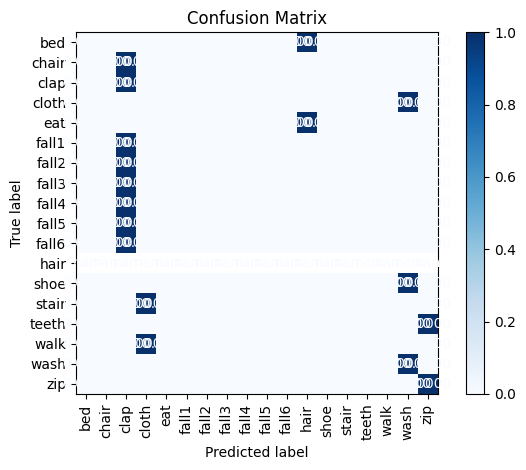 Confusion Matrix
True label
bed
chair
clap
cloth
eat
fall1
fall2
fall3
fall4
fall5
fall6
hair
shoe
stair
teeth
walk
wash
zip
bed
chair
clap
cloth
eat
fall1
fall2
fall3
fall4
fall5
fall6
hair
shoe
stair
teeth
walk
wash
zip
Predicted label
1.0
0.8
0.6
0.4
0.2
0.0